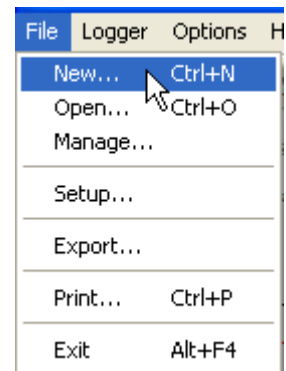 File Logger Options H
New... Ctrl+N
Open... Ctrl+O
Manage...
Setup...
Export...
Print... Ctrl+P
Exit Alt+F4